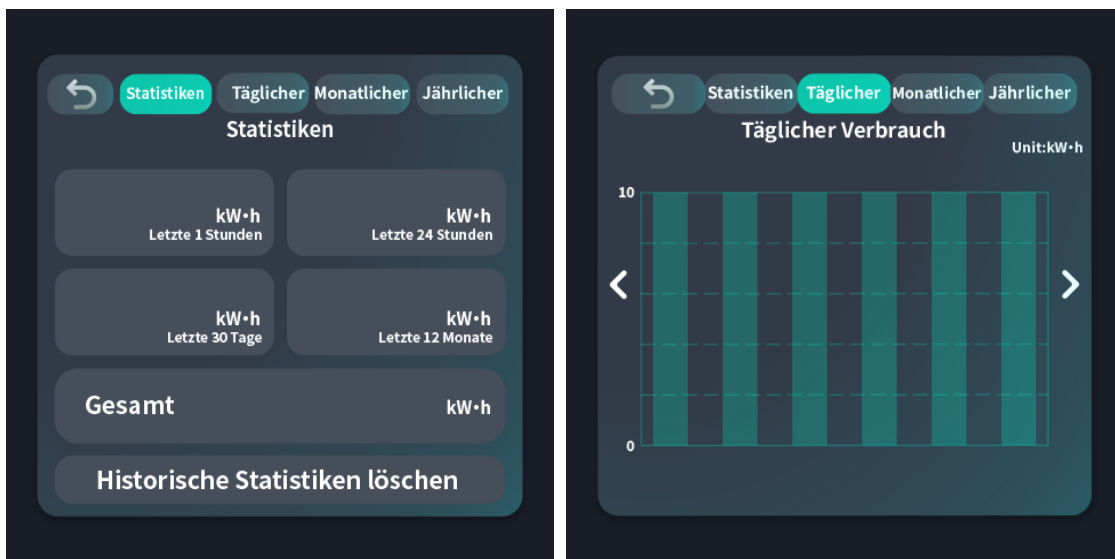 Statistiken Täglicher Monatlicher Jährlicher
Statistiken
kW•h
Letzte 1 Stunden
kW•h
Letzte 24 Stunden
kW•h
Letzte 30 Tage
kW•h
Letzte 12 Monate
Gesamt kW•h
Historische Statistiken löschen
Statistiken Täglicher Monatlicher Jährlicher
Täglicher Verbrauch
Unit:kW•h
10
0